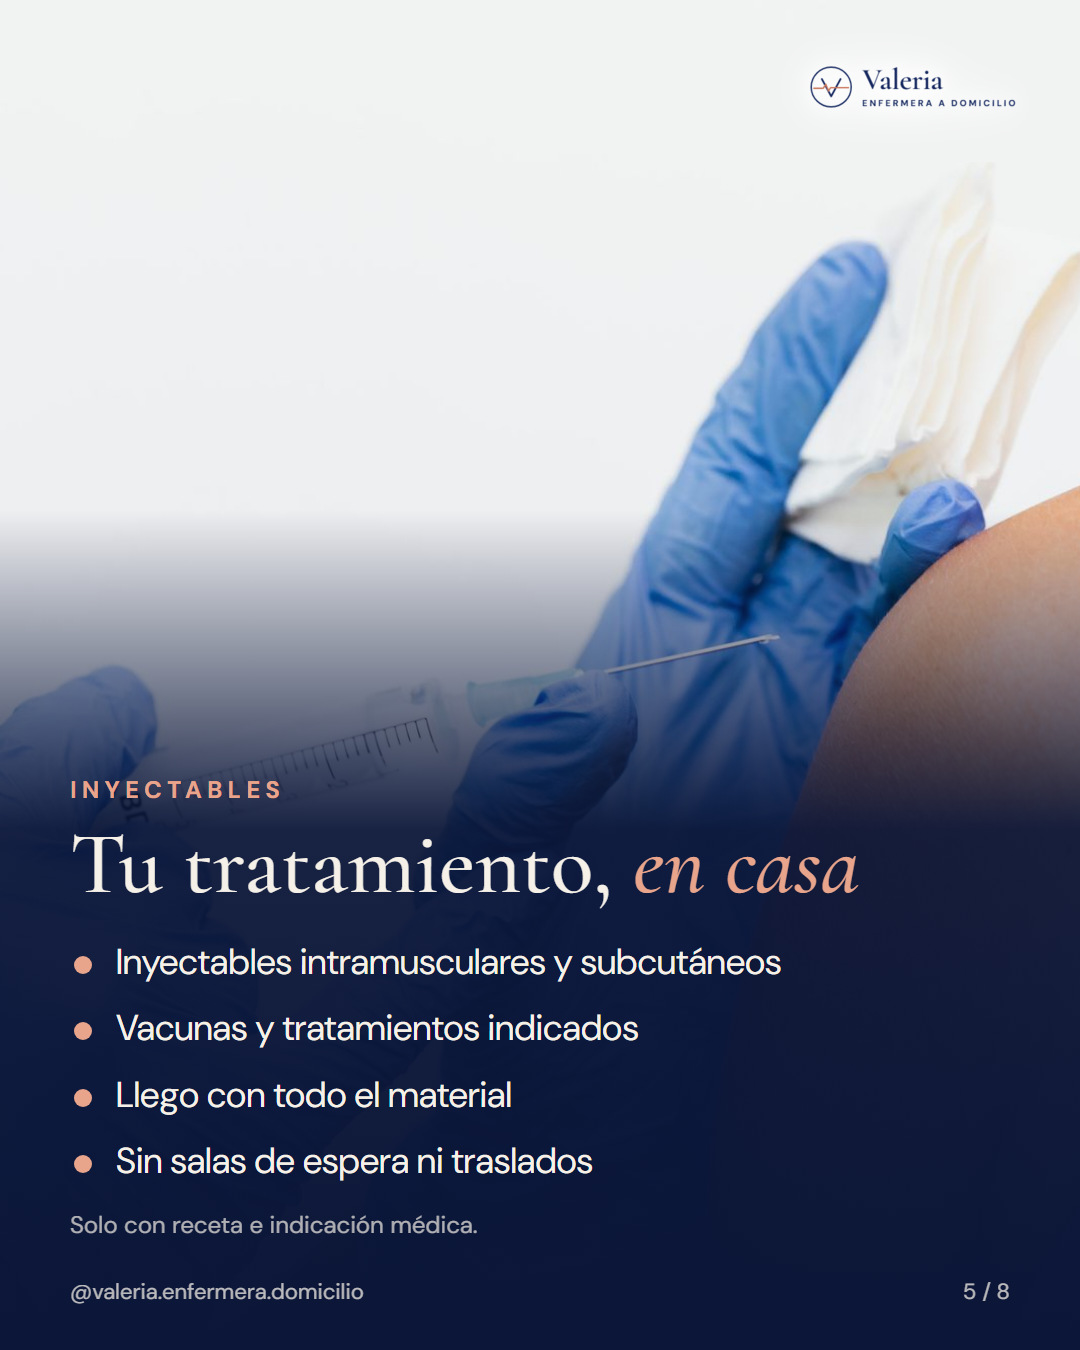 Valeria
ENFERMERA A DOMICILIO
INYECTABLES
Tu tratamiento, en casa
Inyectables intramusculares y subcutáneos
Vacunas y tratamientos indicados
Llego con todo el material
Sin salas de espera ni traslados
Solo con receta e indicación médica.
@valeria.enfermera.domicilio
5 / 8